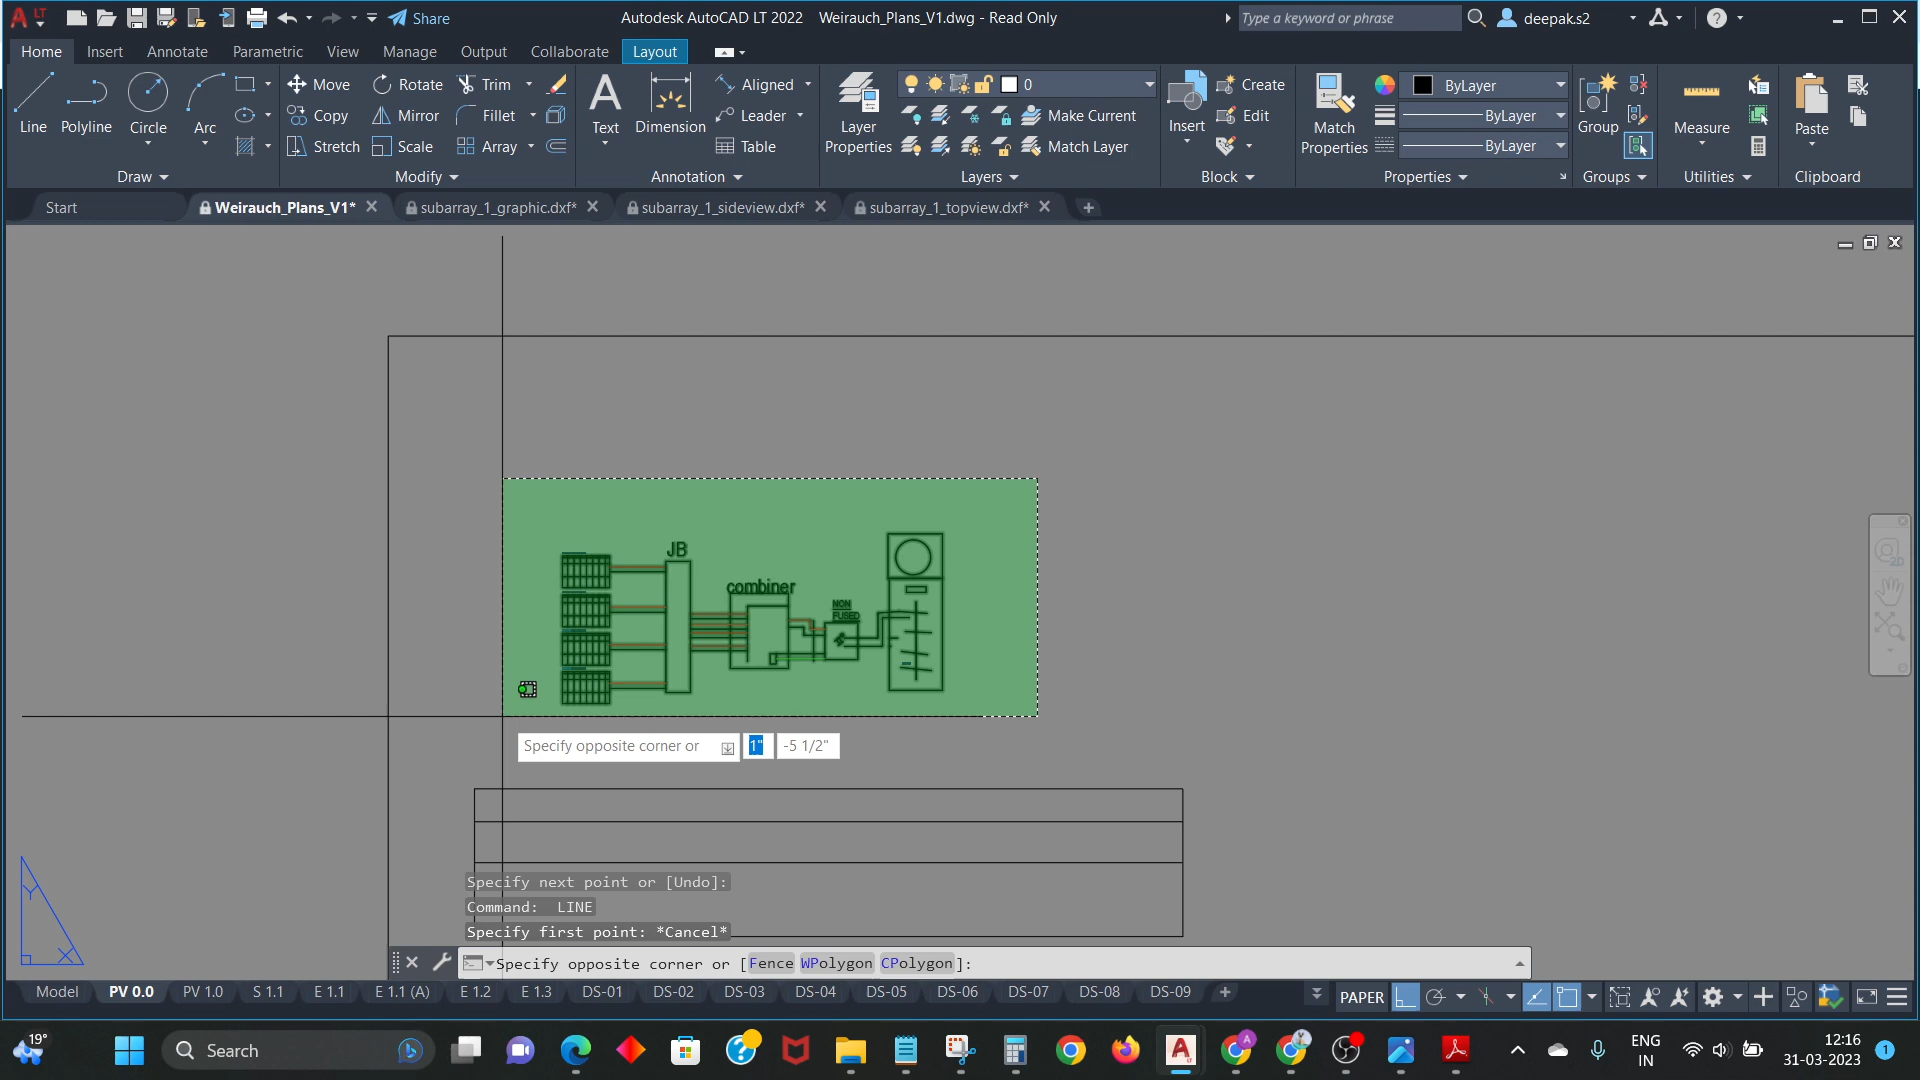 A LT Share Autodesk AutoCAD LT 2022 Weirauch_Plans_V1.dwg - Read Only Type a keyword or phrase deepak.s2
Home Insert Annotate Parametric View Manage Output Collaborate Layout
Move Rotate Trim Aligned 0 Create ByLayer
Line Polyline Circle Arc Copy Mirror Fillet Text Dimension Leader Layer Properties Make Current Insert Edit Match Properties ByLayer Group Measure Paste
Stretch Scale Array Table Match Layer ByLayer
Draw Modify Annotation Layers Block Properties Groups Utilities Clipboard
Start Weirauch_Plans_V1* subarray_1_graphic.dxf* subarray_1_sideview.dxf* subarray_1_topview.dxf*
JB
combiner
NON
FUSED
2D
Specify opposite corner or 1" -5 1/2"
Specify next point or [Undo]:
Command: LINE
Specify first point: *Cancel*
Y
X
Specify opposite corner or [Fence WPolygon CPolygon]:
Model PV 0.0 PV 1.0 S 1.1 E 1.1 E 1.1 (A) E 1.2 E 1.3 DS-01 DS-02 DS-03 DS-04 DS-05 DS-06 DS-07 DS-08 DS-09 PAPER
19° Search ENG 12:16
IN 31-03-2023 1